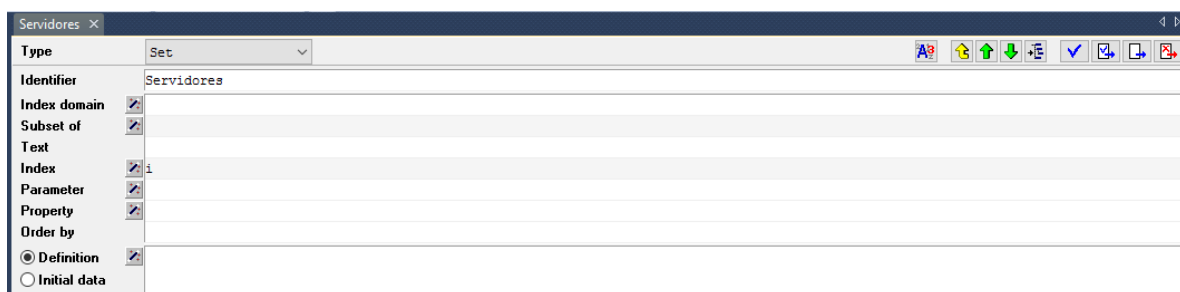 Servidores ×
Type Set
Identifier Servidores
Index domain
Subset of
Text
Index i
Parameter
Property
Order by
Definition
Initial data